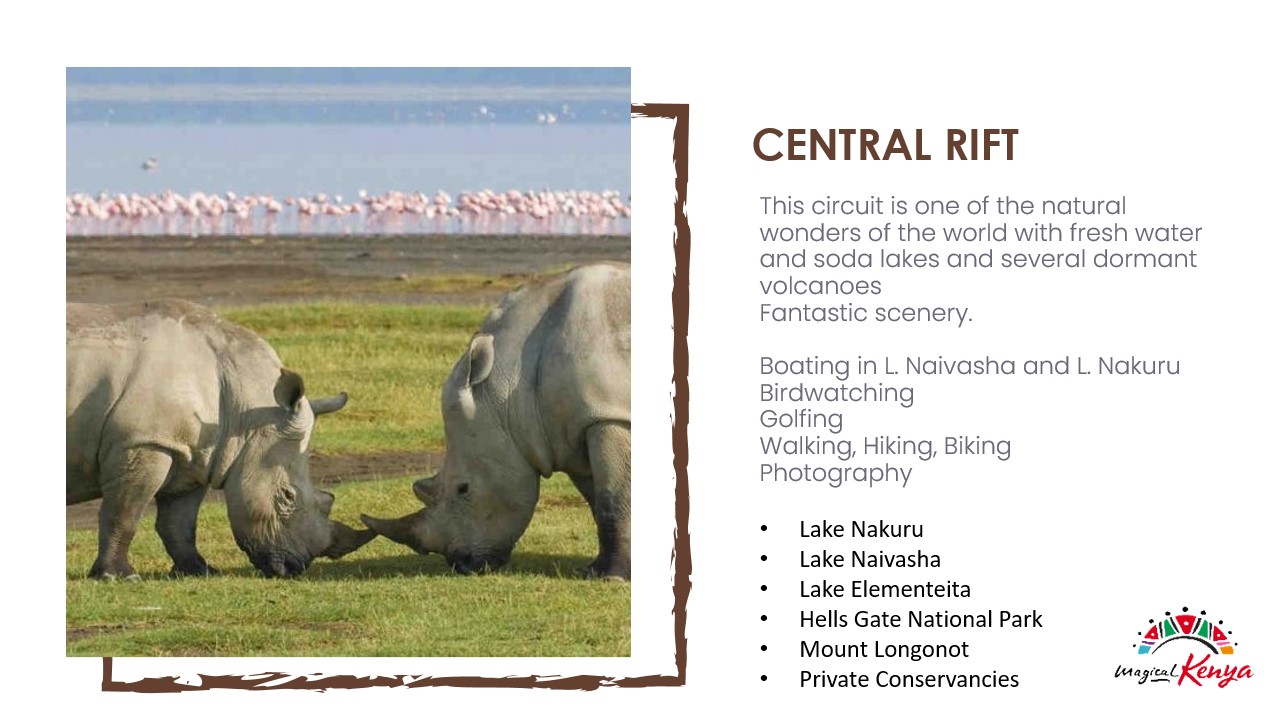 CENTRAL RIFT
This circuit is one of the natural
wonders of the world with fresh water
and soda lakes and several dormant
volcanoes
Fantastic scenery.
Boating in L. Naivasha and L. Nakuru
Birdwatching
Golfing
Walking, Hiking, Biking
Photography
• Lake Nakuru
• Lake Naivasha
• Lake Elementeita
• Hells Gate National Park
• Mount Longonot
• Private Conservancies
Magical Kenya